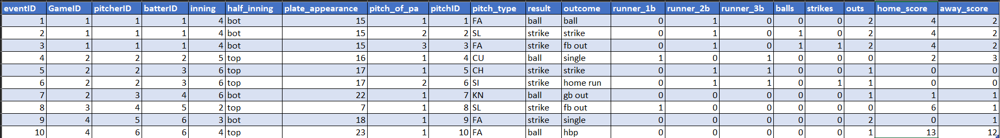 eventID GameID pitcherID batterID inning half_inning plate_appearance pitch_of_pa pitchID pitch_type result outcome runner_1b runner_2b runner_3b balls strikes outs home_score away_score
1 1 1 1 4 bot 15 1 1 FA ball ball 0 1 0 0 0 2 4 2
2 1 1 1 4 bot 15 2 2 SL strike strike 0 1 0 1 0 2 4 2
3 1 1 1 4 bot 15 3 3 FA strike fb out 0 1 0 1 1 2 4 2
4 2 2 2 5 top 16 1 4 CU ball single 1 0 1 0 0 0 2 3
5 2 2 3 6 top 17 1 5 CH strike strike 0 1 1 0 0 1 0 0
6 2 2 3 6 top 17 2 6 SI strike home run 0 1 1 0 1 1 0 0
7 2 3 4 6 bot 22 1 7 KN ball gb out 0 0 0 0 0 1 1 1
8 3 4 5 2 top 7 1 8 SL strike fb out 1 0 0 0 0 0 6 1
9 4 5 6 3 bot 18 1 9 FA strike single 0 0 0 0 0 2 0 1
10 4 6 6 4 top 23 1 10 FA ball hbp 0 0 0 0 0 1 13 12